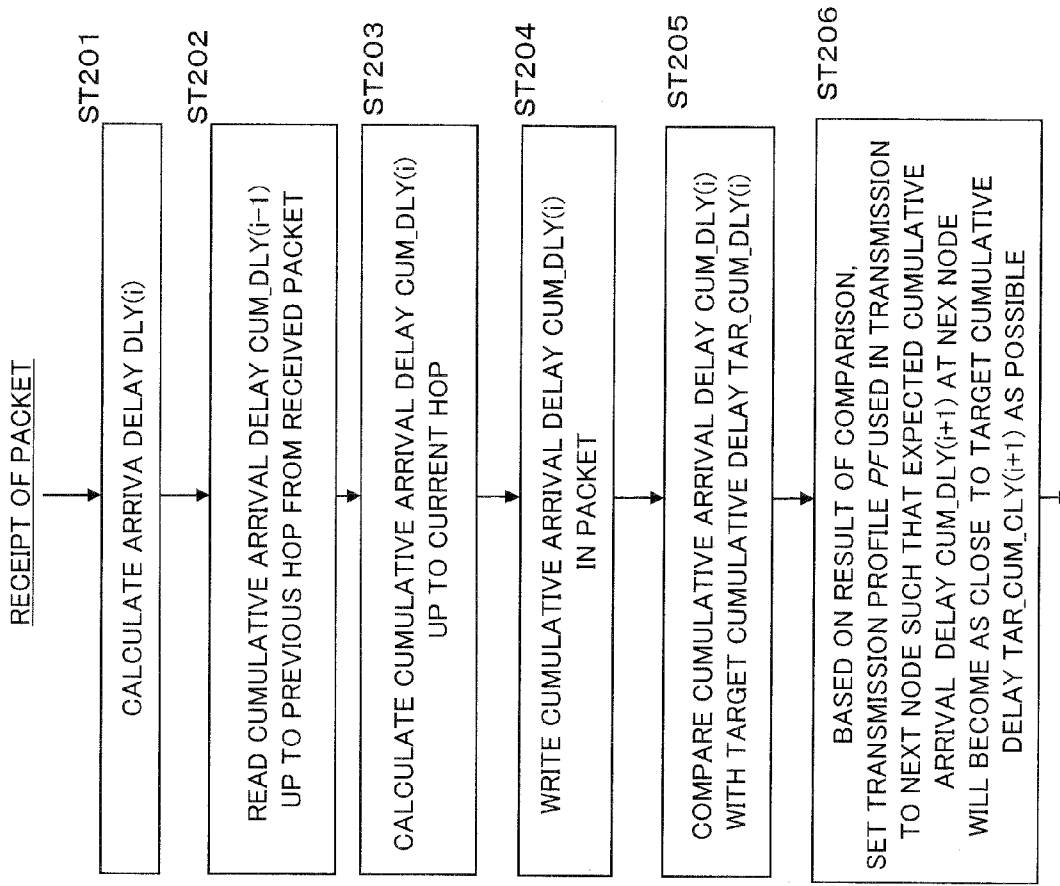 RECEIPT OF PACKET
ST201
CALCULATE ARRIVA DELAY DLY(i)
ST202
READ CUMULATIVE ARRIVAL DELAY CUM_DLY(i-1)
UP TO PREVIOUS HOP FROM RECEIVED PACKET
ST203
CALCULATE CUMULATIVE ARRIVAL DELAY CUM_DLY(i)
UP TO CURRENT HOP
ST204
WRITE CUMULATIVE ARRIVAL DELAY CUM_DLY(i)
IN PACKET
ST205
COMPARE CUMULATIVE ARRIVAL DELAY CUM_DLY(i)
WITH TARGET CUMULATIVE DELAY TAR_CUM_DLY(i)
ST206
BASED ON RESULT OF COMPARISON,
SET TRANSMISSION PROFILE PF USED IN TRANSMISSION
TO NEXT NODE SUCH THAT EXPECTED CUMULATIVE
ARRIVAL DELAY CUM_DLY(i+1) AT NEX NODE
WILL BECOME AS CLOSE TO TARGET CUMULATIVE
DELAY TAR_CUM_CLY(i+1) AS POSSIBLE